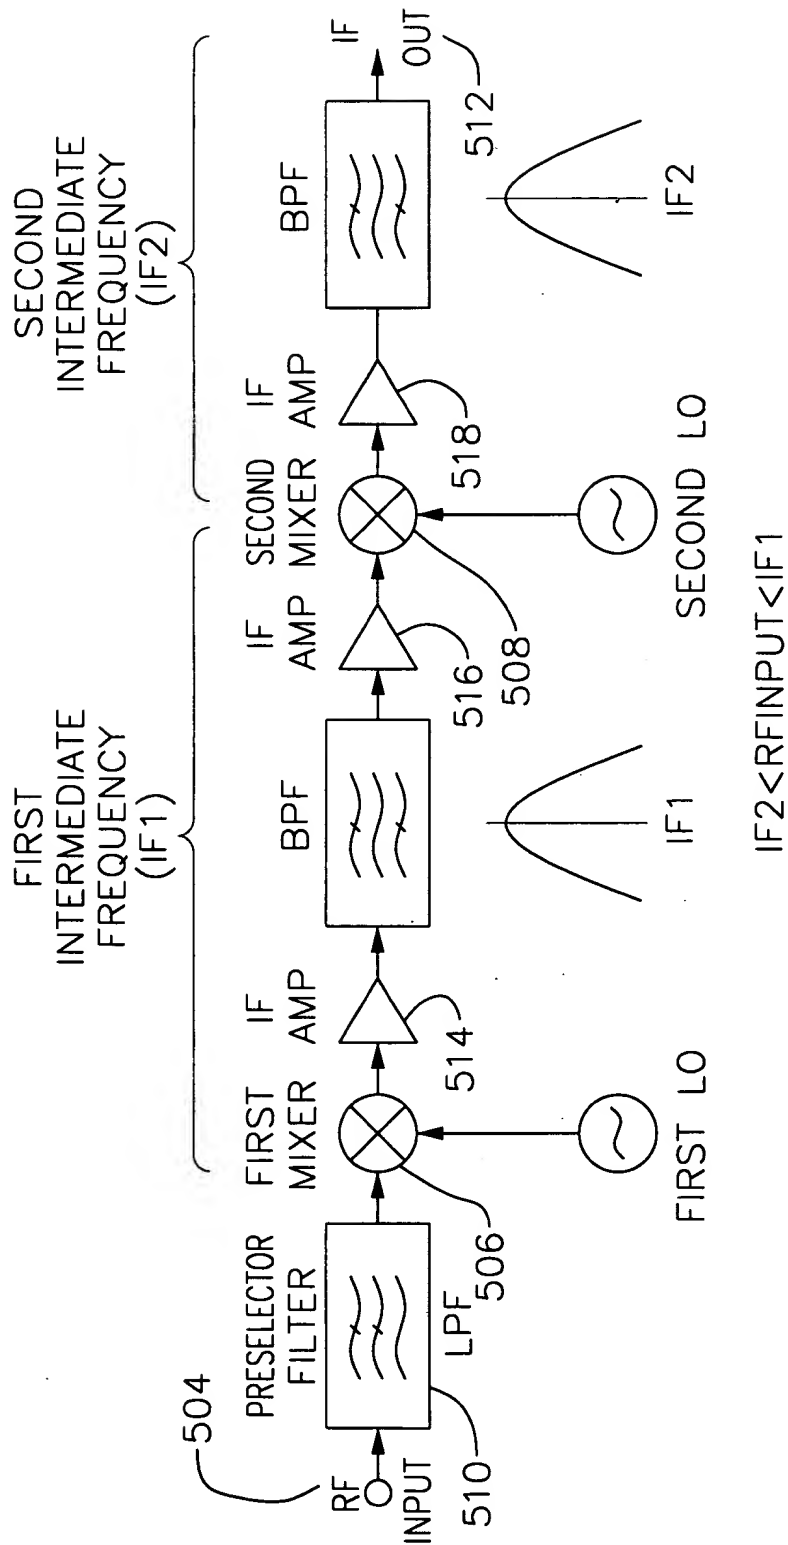 FIRST
INTERMEDIATE
FREQUENCY
(IF1)
SECOND
INTERMEDIATE
FREQUENCY
(IF2)
504
RF
INPUT
PRESELECTOR
FILTER
LPF
510
FIRST
MIXER
506
FIRST LO
IF
AMP
514
BPF
IF1
IF
AMP
516
SECOND
MIXER
508
SECOND LO
IF
AMP
518
BPF
IF2
IF
OUT
512
IF2<RFINPUT<IF1